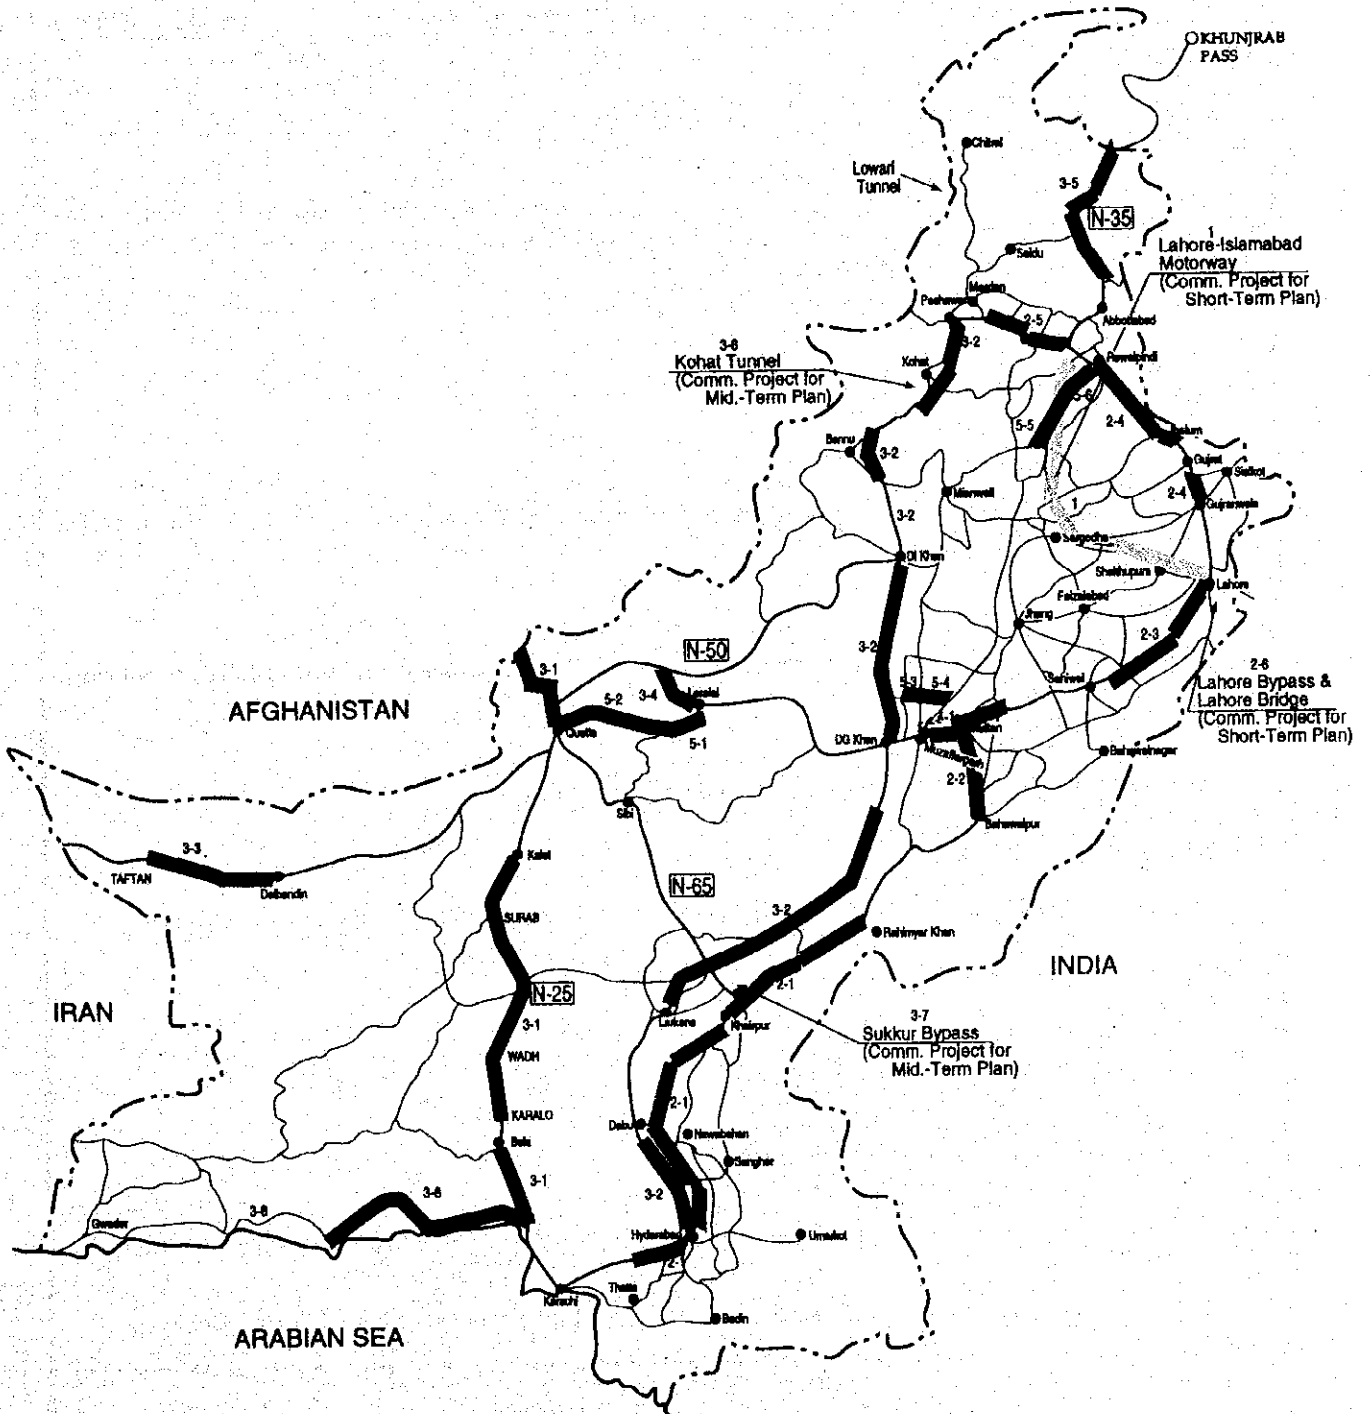 KHUNJRAB
PASS
Chitral
Lowari
Tunnel
3-5
N-35
Saidu
1
Lahore-Islamabad
Motorway
(Comm. Project for
Short-Term Plan)
Mardan
Peshawar
2-5
Abbottabad
3-2
3-6
Kohat Tunnel
(Comm. Project for
Mid.-Term Plan)
Kohat
Rawalpindi
5-6
5-5
2-4
Bannu
3-2
Gujrat
Sialkot
Mianwali
2-4
Gujranwala
1
3-2
Sargodha
DI Khan
Sheikhupura
Lahore
Faisalabad
Jhang
2-3
N-50
3-2
3-1
5-3
5-4
Sahiwal
2-6
Lahore Bypass &
Lahore Bridge
(Comm. Project for
Short-Term Plan)
AFGHANISTAN
5-2
3-4
Loralai
Quetta
5-1
DG Khan
Muzaffargarh
Bahawalnagar
2-2
Sibi
Bahawalpur
3-3
TAFTAN
Dalbandin
Kalat
N-65
SURAB
3-2
Rahimyar Khan
INDIA
2-1
N-25
IRAN
Larkana
Khairpur
3-1
3-7
Sukkur Bypass
(Comm. Project for
Mid.-Term Plan)
WADH
KARALO
2-1
Dadu
Nawabshah
Bela
Sanghar
3-1
3-2
3-8
3-8
Gwadar
Hyderabad
Umarkot
2-1
Thatta
Karachi
Badin
ARABIAN SEA